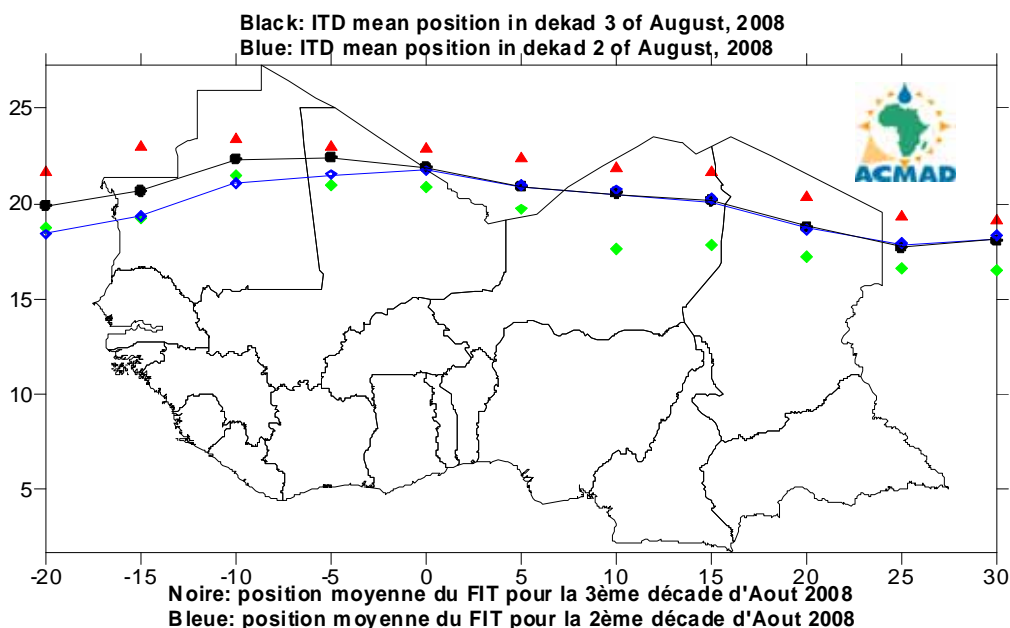 Black: ITD mean position in dekad 3 of August, 2008
Blue: ITD mean position in dekad 2 of August, 2008
25
20
15
10
5
ACMAD
-20 -15 -10 -5 0 5 10 15 20 25 30
Noire: position moyenne du FIT pour la 3ème décade d'Aout 2008
Bleue: position moyenne du FIT pour la 2ème décade d'Aout 2008